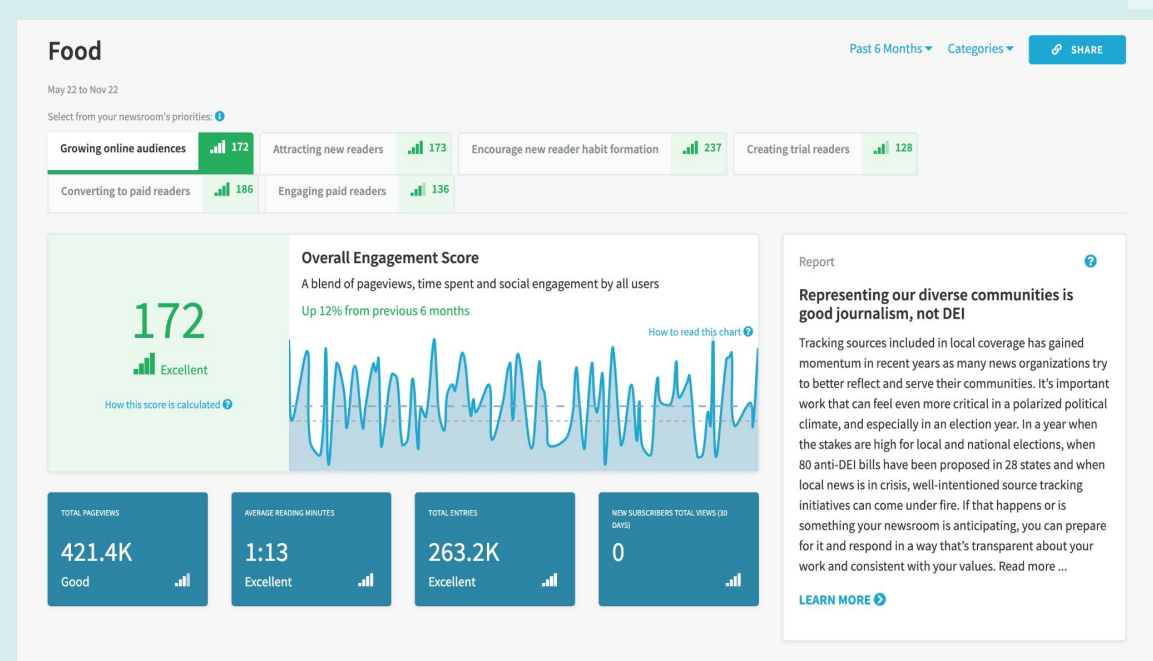 Food
Past 6 Months
Categories
SHARE
May 22 to Nov 22
Select from your newsroom's priorities:
Growing online audiences 172
Attracting new readers 173
Encourage new reader habit formation 237
Creating trial readers 128
Converting to paid readers 186
Engaging paid readers 136
172
Excellent
How this score is calculated ?
Overall Engagement Score
A blend of pageviews, time spent and social engagement by all users
Up 12% from previous 6 months
How to read this chart ?
Report ?
Representing our diverse communities is
good journalism, not DEI
Tracking sources included in local coverage has gained
momentum in recent years as many news organizations try
to better reflect and serve their communities. It's important
work that can feel even more critical in a polarized political
climate, and especially in an election year. In a year when
the stakes are high for local and national elections, when
80 anti-DEI bills have been proposed in 28 states and when
local news is in crisis, well-intentioned source tracking
initiatives can come under fire. If that happens or is
something your newsroom is anticipating, you can prepare
for it and respond in a way that's transparent about your
work and consistent with your values. Read more ...
LEARN MORE
TOTAL PAGEVIEWS
421.4K
Good
AVERAGE READING MINUTES
1:13
Excellent
TOTAL ENTRIES
263.2K
Excellent
NEW SUBSCRIBERS TOTAL VIEWS (30
DAYS)
0